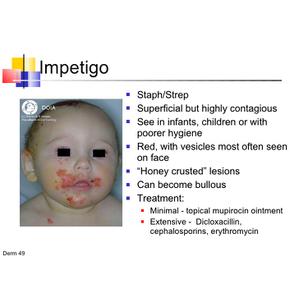 Impetigo
DOIA
Staph/Strep
Superficial but highly contagious
See in infants, children or with
poorer hygiene
Red, with vesicles most often seen
on face
“Honey crusted” lesions
Can become bullous
Treatment:
Minimal - topical mupirocin ointment
Extensive - Dicloxacillin,
cephalosporins, erythromycin
Derm 49